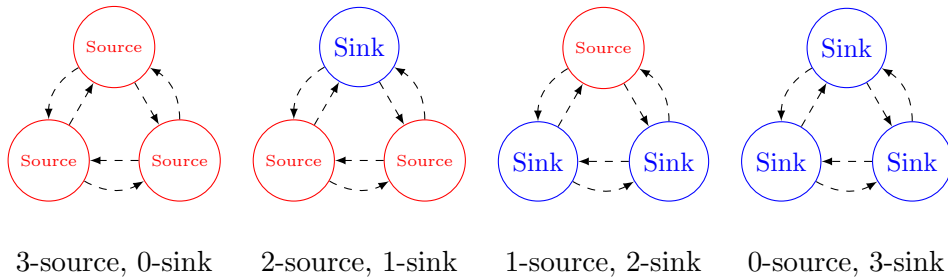 Source
Source
Source
3-source, 0-sink
Sink
Source
Source
2-source, 1-sink
Source
Sink
Sink
1-source, 2-sink
Sink
Sink
Sink
0-source, 3-sink